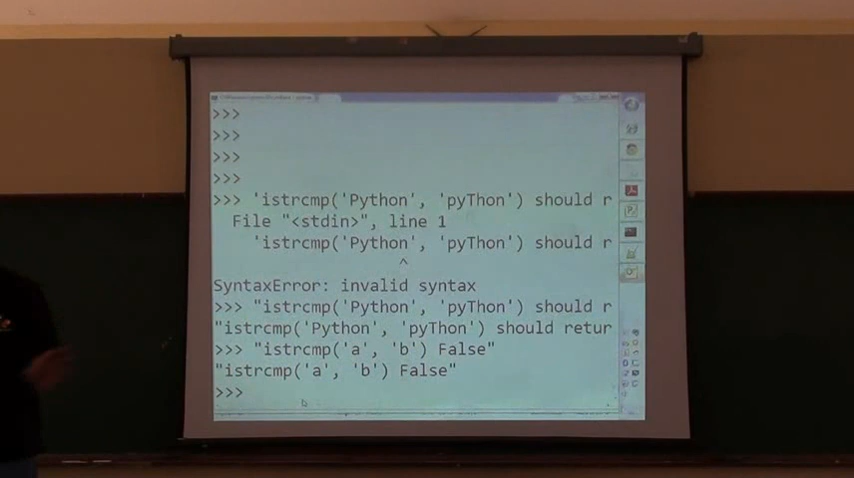 >>>
>>>
>>>
>>>
>>> 'istrcmp('Python', 'pyThon') should r
File "<stdin>", line 1
'istrcmp('Python', 'pyThon') should r
^
SyntaxError: invalid syntax
>>> "istrcmp('Python', 'pyThon') should r
"istrcmp('Python', 'pyThon') should retur
>>> "istrcmp('a', 'b') False"
"istrcmp('a', 'b') False"
>>>